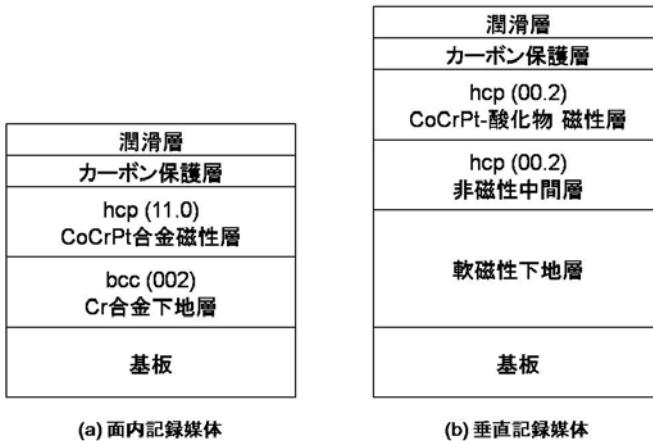 潤滑層
カーボン保護層
hcp (11.0)
CoCrPt合金磁性層
bcc (002)
Cr合金下地層
基板
(a) 面内記録媒体
潤滑層
カーボン保護層
hcp (00.2)
CoCrPt-酸化物 磁性層
hcp (00.2)
非磁性中間層
軟磁性下地層
基板
(b) 垂直記録媒体